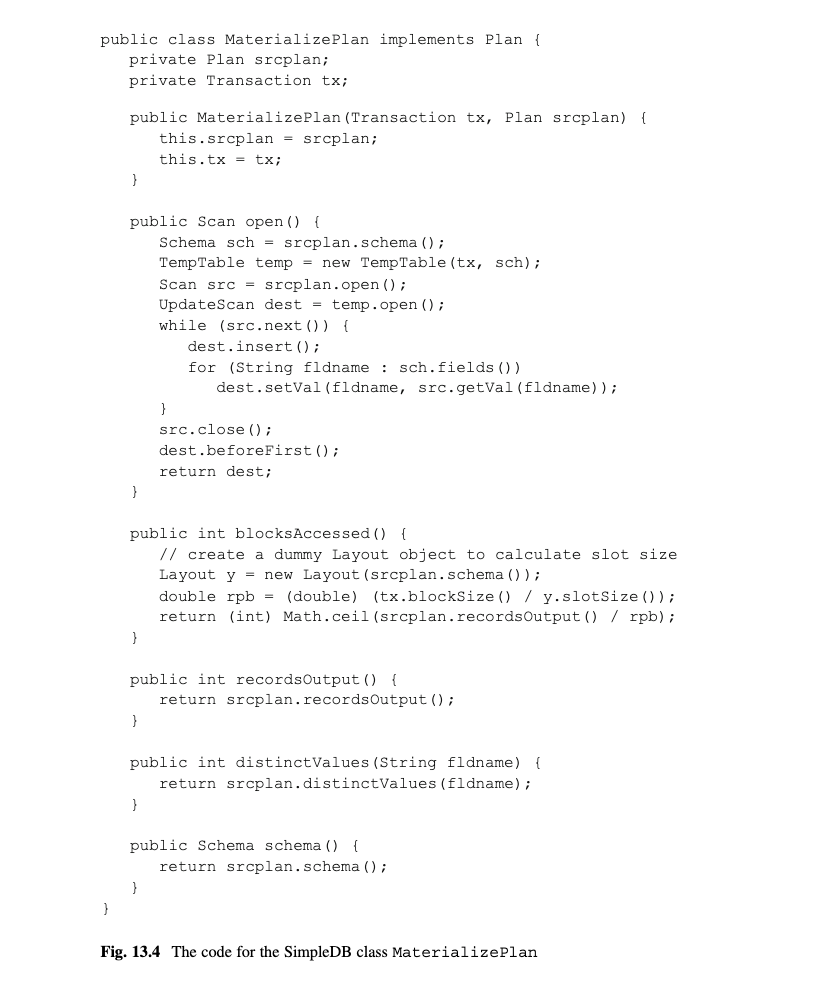 public class MaterializePlan implements Plan {
   private Plan srcplan;
   private Transaction tx;

   public MaterializePlan(Transaction tx, Plan srcplan) {
      this.srcplan = srcplan;
      this.tx = tx;
   }

   public Scan open() {
      Schema sch = srcplan.schema();
      TempTable temp = new TempTable(tx, sch);
      Scan src = srcplan.open();
      UpdateScan dest = temp.open();
      while (src.next()) {
         dest.insert();
         for (String fldname : sch.fields())
            dest.setVal(fldname, src.getVal(fldname));
      }
      src.close();
      dest.beforeFirst();
      return dest;
   }

   public int blocksAccessed() {
      // create a dummy Layout object to calculate slot size
      Layout y = new Layout(srcplan.schema());
      double rpb = (double) (tx.blockSize() / y.slotSize());
      return (int) Math.ceil(srcplan.recordsOutput() / rpb);
   }

   public int recordsOutput() {
      return srcplan.recordsOutput();
   }

   public int distinctValues(String fldname) {
      return srcplan.distinctValues(fldname);
   }

   public Schema schema() {
      return srcplan.schema();
   }
}

Fig. 13.4 The code for the SimpleDB class MaterializePlan